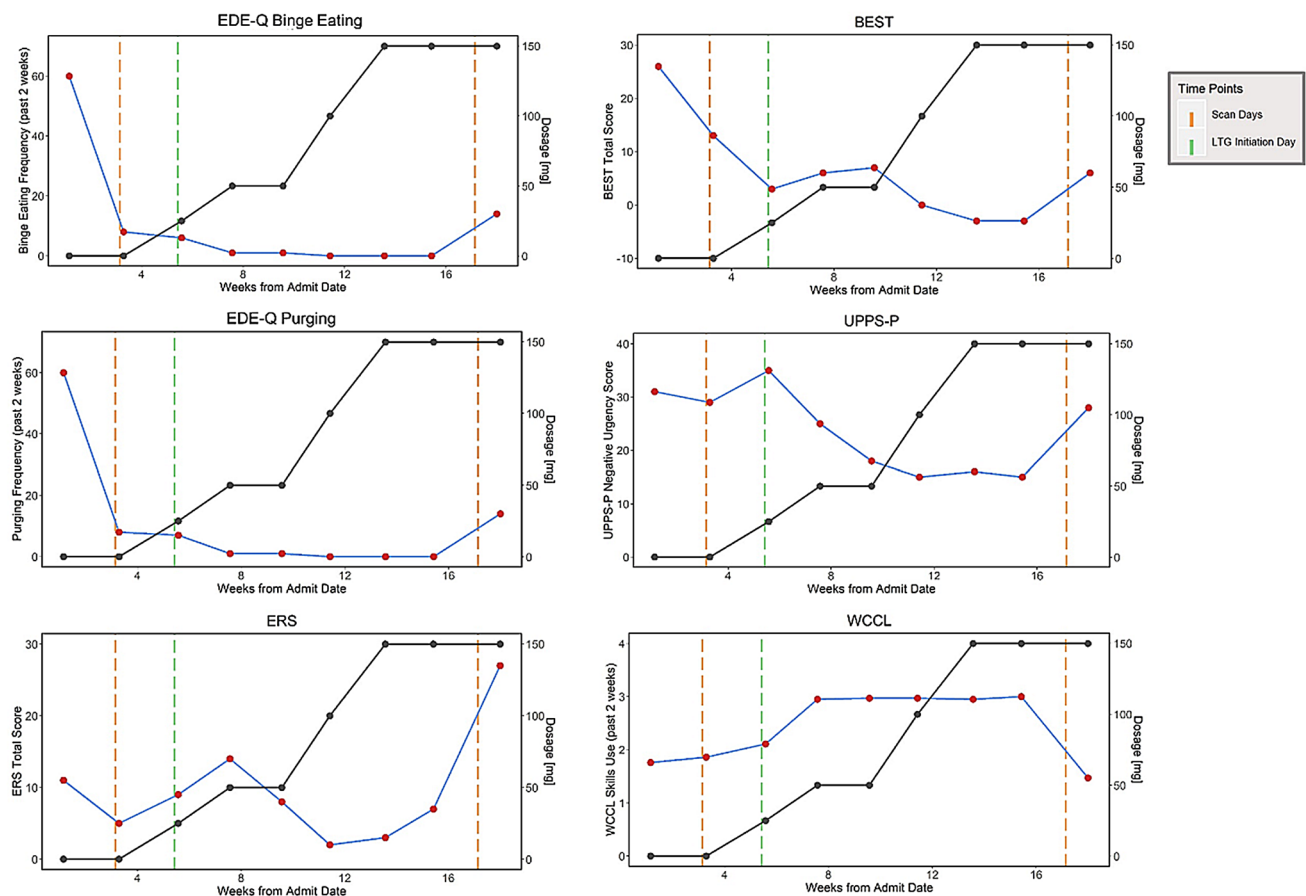 EDE-Q Binge Eating
Binge Eating Frequency (past 2 weeks)
60
40
20
0
150
100
50
0
Dosage [mg]
4 8 12 16
Weeks from Admit Date
BEST
BEST Total Score
30
20
10
0
-10
150
100
50
0
Dosage [mg]
4 8 12 16
Weeks from Admit Date
Time Points
Scan Days
LTG Initiation Day
EDE-Q Purging
Purging Frequency (past 2 weeks)
60
40
20
0
150
100
50
0
Dosage [mg]
4 8 12 16
Weeks from Admit Date
UPPS-P
UPPS-P Negative Urgency Score
40
30
20
10
0
150
100
50
0
Dosage [mg]
4 8 12 16
Weeks from Admit Date
ERS
ERS Total Score
30
20
10
0
150
100
50
0
Dosage [mg]
4 8 12 16
Weeks from Admit Date
WCCL
WCCL Skills Use (past 2 weeks)
4
3
2
1
0
150
100
50
0
Dosage [mg]
4 8 12 16
Weeks from Admit Date